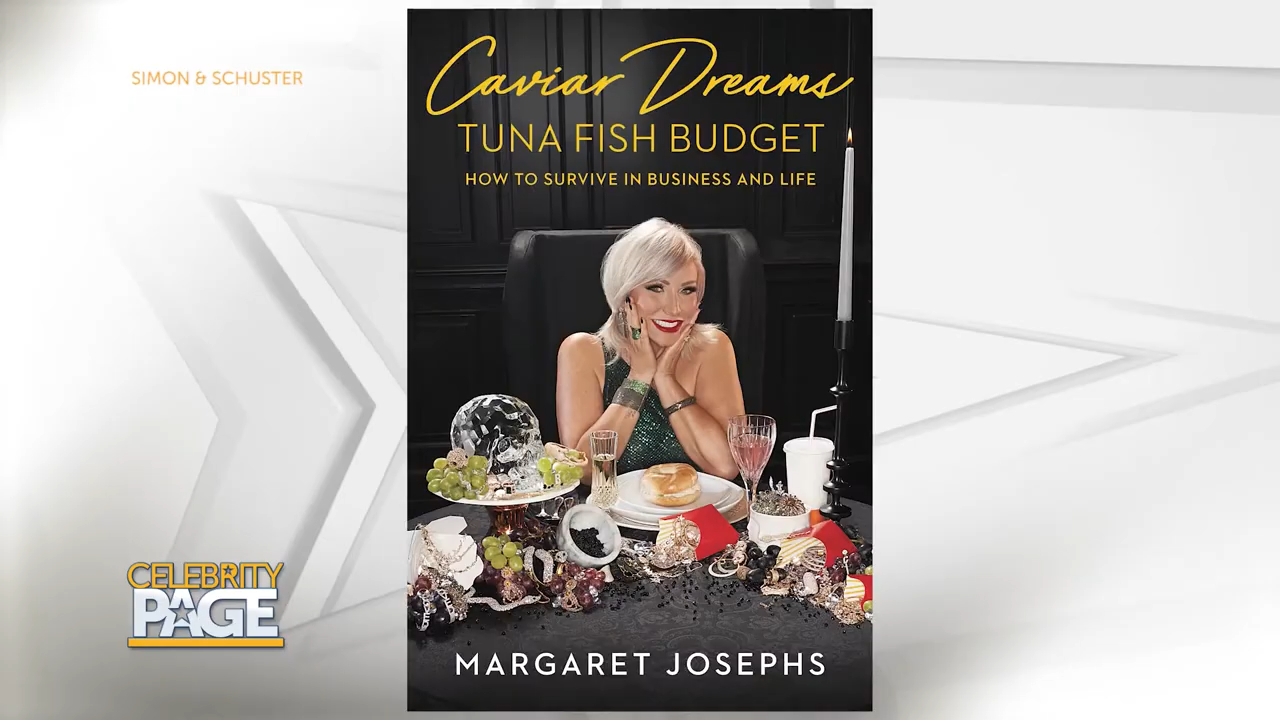 SIMON & SCHUSTER
Caviar Dreams
TUNA FISH BUDGET
HOW TO SURVIVE IN BUSINESS AND LIFE
CELEBRITY
PAGE
MARGARET JOSEPHS